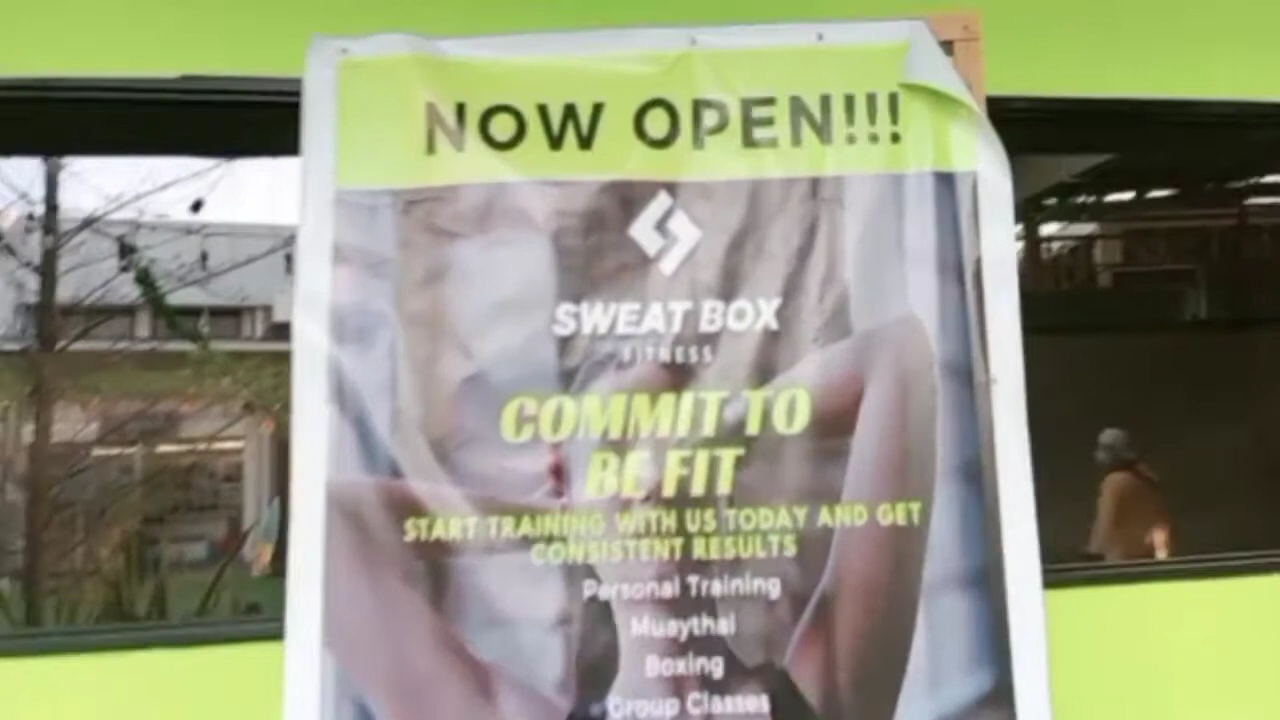 NOW OPEN!!!
SWEAT BOX
FITNESS
COMMIT TO
BE FIT
START TRAINING WITH US TODAY AND GET
CONSISTENT RESULTS
Personal Training
Muaythai
Boxing
Group Classes